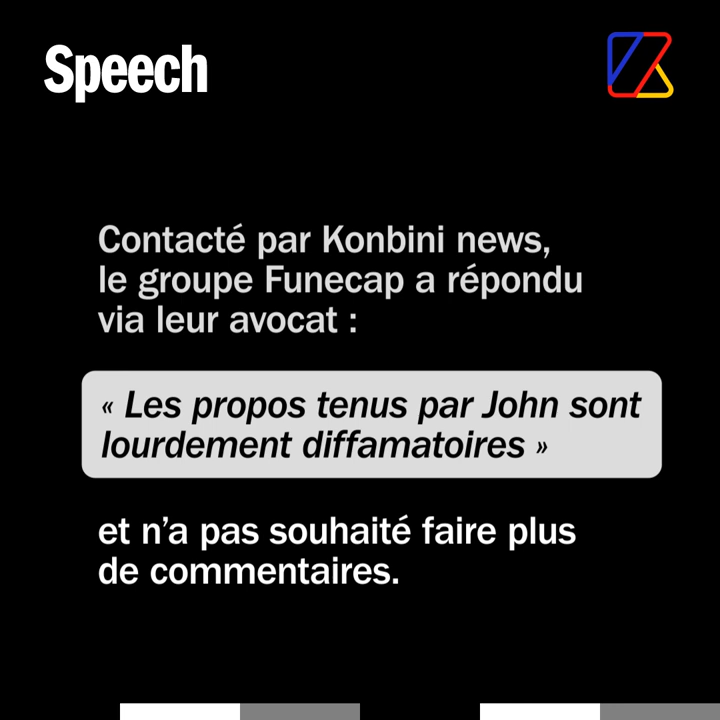 Speech
Contacté par Konbini news,
le groupe Funecap a répondu
via leur avocat :
« Les propos tenus par John sont
lourdement diffamatoires »
et n’a pas souhaité faire plus
de commentaires.